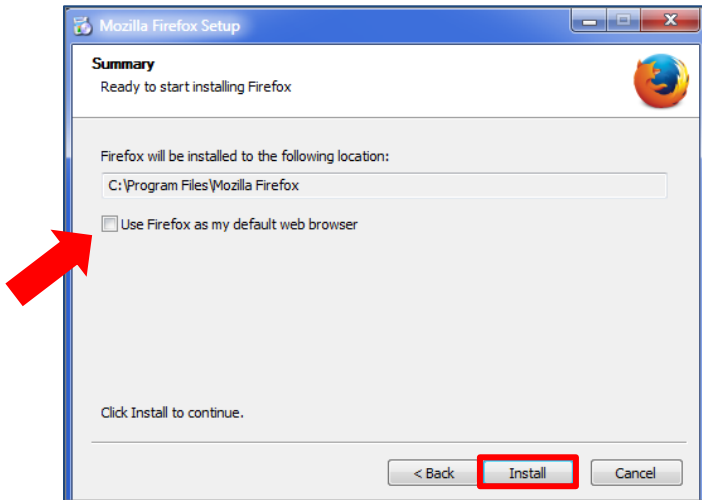 Mozilla Firefox Setup
Summary
Ready to start installing Firefox
Firefox will be installed to the following location:
C:\Program Files\Mozilla Firefox
Use Firefox as my default web browser
Click Install to continue.
< Back Install Cancel